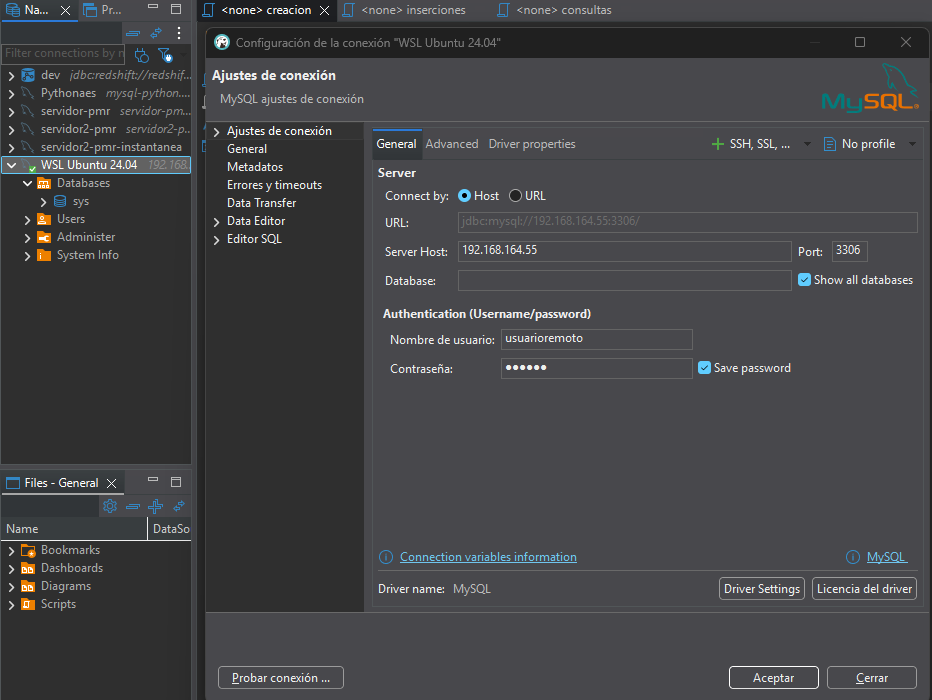 Na...
Pr...
<none> creacion
<none> inserciones
<none> consultas
Filter connections by n
dev jdbc:redshift://redshif...
Pythonaes mysql-python....
servidor-pmr servidor-pm...
servidor2-pmr servidor2-p...
servidor2-pmr-instantanea
WSL Ubuntu 24.04 192.168.
Databases
sys
Users
Administer
System Info
Files - General
Name
DataSo
Bookmarks
Dashboards
Diagrams
Scripts
Configuración de la conexión "WSL Ubuntu 24.04"
Ajustes de conexión
MySQL ajustes de conexión
MySQL
Ajustes de conexión
General
Metadatos
Errores y timeouts
Data Transfer
Data Editor
Editor SQL
General
Advanced
Driver properties
SSH, SSL, ...
No profile
Server
Connect by:
Host
URL
URL:
jdbc:mysql://192.168.164.55:3306/
Server Host:
192.168.164.55
Port:
3306
Database:
Show all databases
Authentication (Username/password)
Nombre de usuario:
usuarioremoto
Contraseña:
••••••
Save password
Connection variables information
MySQL
Driver name: MySQL
Driver Settings
Licencia del driver
Probar conexión ...
Aceptar
Cerrar